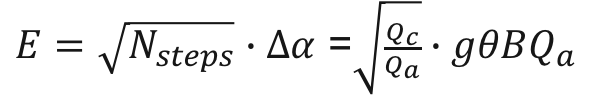 E = √N_steps · Δα = √(Q_c/Q_a) · gθBQ_a